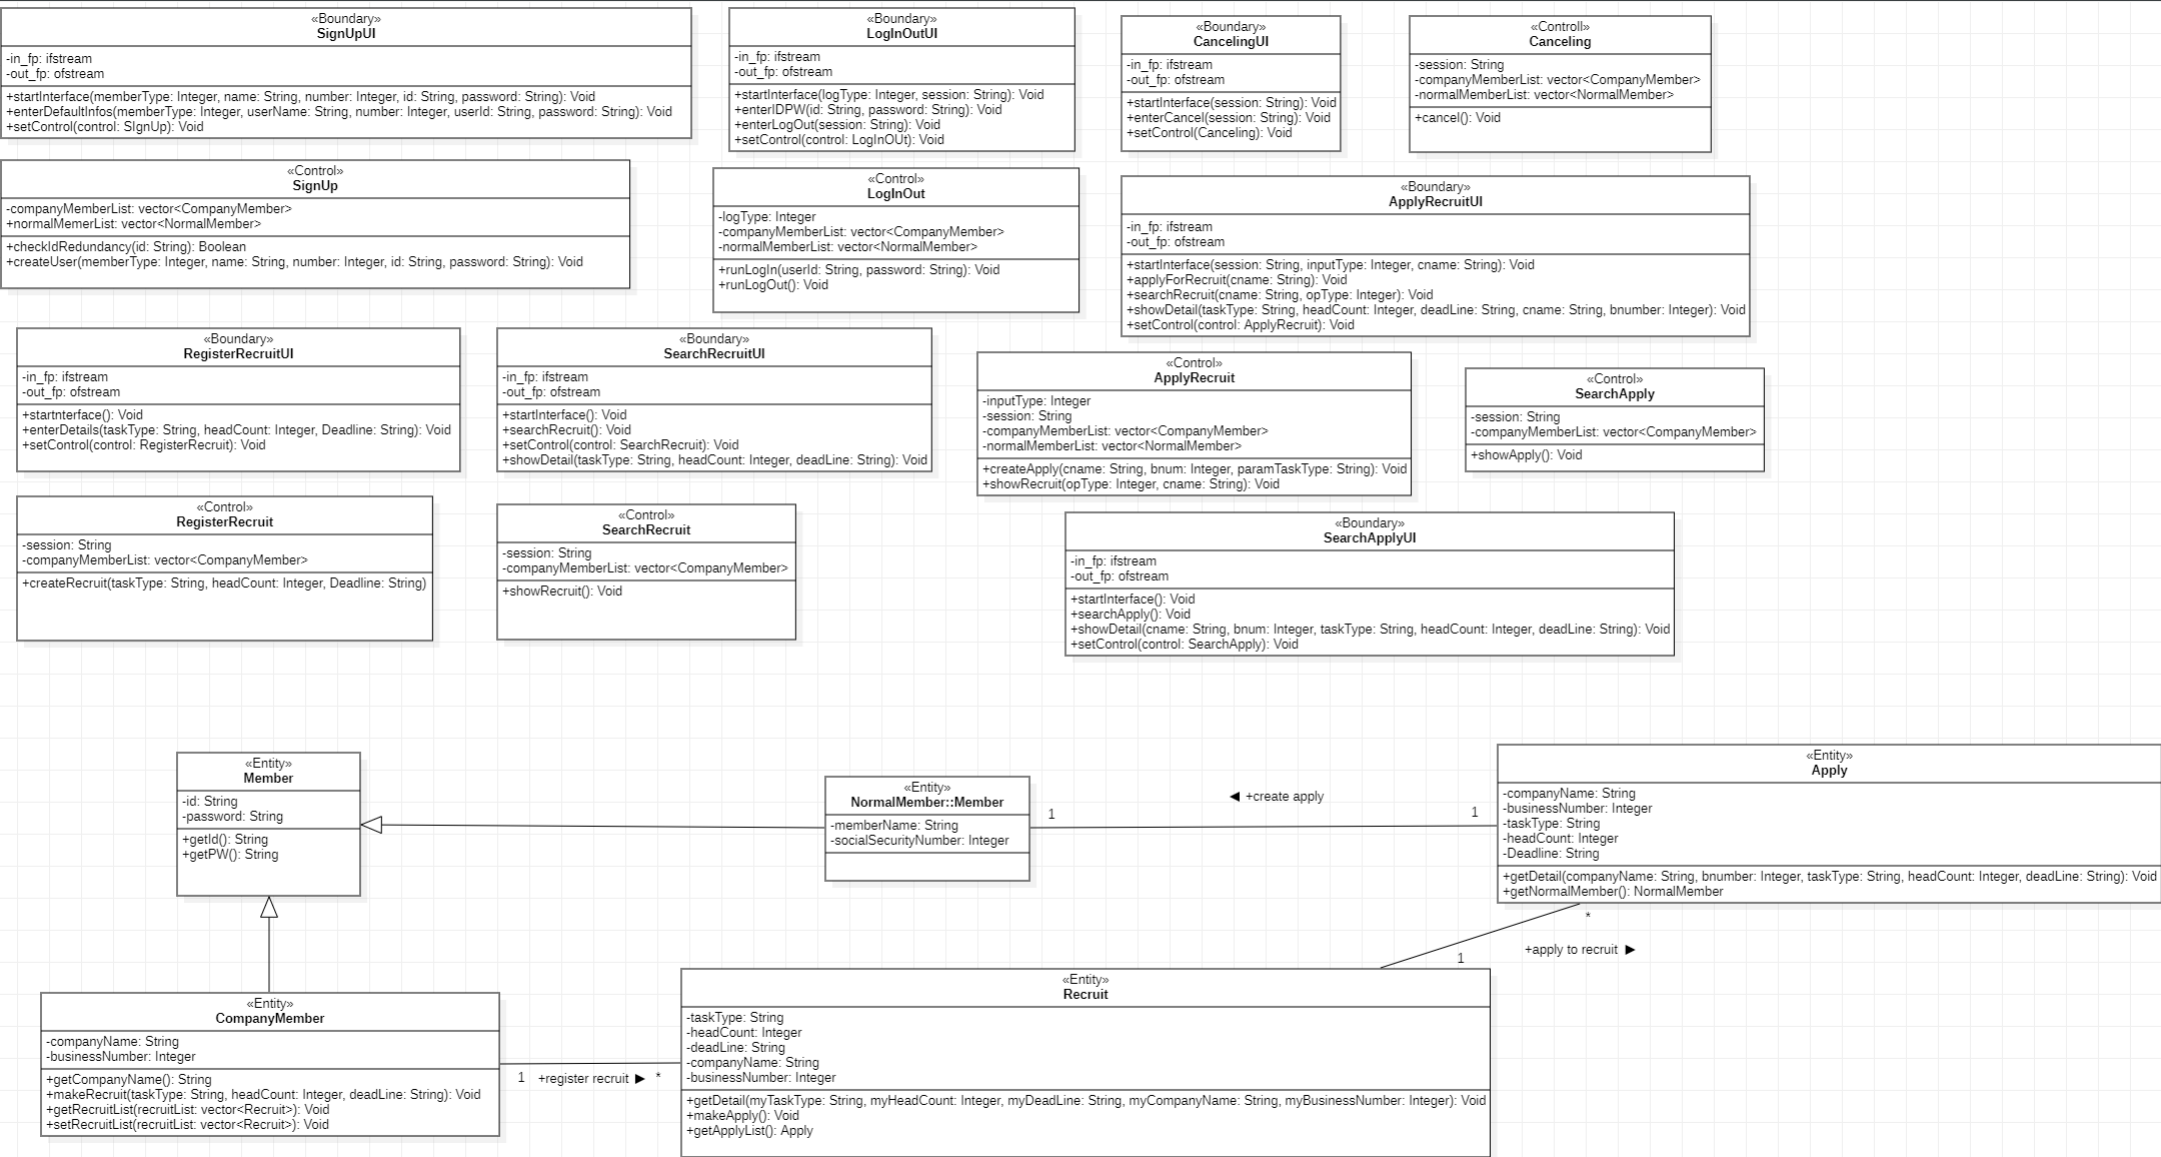 «Boundary»
SignUpUI
-in_fp: ifstream
-out_fp: ofstream
+startInterface(memberType: Integer, name: String, number: Integer, id: String, password: String): Void
+enterDefaultInfos(memberType: Integer, userName: String, number: Integer, userId: String, password: String): Void
+setControl(control: SIgnUp): Void
«Boundary»
LogInOutUI
-in_fp: ifstream
-out_fp: ofstream
+startInterface(logType: Integer, session: String): Void
+enterIDPW(id: String, password: String): Void
+enterLogOut(session: String): Void
+setControl(control: LogInOUt): Void
«Boundary»
CancelingUI
-in_fp: ifstream
-out_fp: ofstream
+startInterface(session: String): Void
+enterCancel(session: String): Void
+setControl(Canceling): Void
«Controll»
Canceling
-session: String
-companyMemberList: vector<CompanyMember>
-normalMemberList: vector<NormalMember>
+cancel(): Void
«Control»
SignUp
-companyMemberList: vector<CompanyMember>
+normalMemerList: vector<NormalMember>
+checkIdRedundancy(id: String): Boolean
+createUser(memberType: Integer, name: String, number: Integer, id: String, password: String): Void
«Control»
LogInOut
-logType: Integer
-companyMemberList: vector<CompanyMember>
-normalMemberList: vector<NormalMember>
+runLogIn(userId: String, password: String): Void
+runLogOut(): Void
«Boundary»
ApplyRecruitUI
-in_fp: ifstream
-out_fp: ofstream
+startInterface(session: String, inputType: Integer, cname: String): Void
+applyForRecruit(cname: String): Void
+searchRecruit(cname: String, opType: Integer): Void
+showDetail(taskType: String, headCount: Integer, deadLine: String, cname: String, bnumber: Integer): Void
+setControl(control: ApplyRecruit): Void
«Boundary»
RegisterRecruitUI
-in_fp: ifstream
-out_fp: ofstream
+startnterface(): Void
+enterDetails(taskType: String, headCount: Integer, Deadline: String): Void
+setControl(control: RegisterRecruit): Void
«Boundary»
SearchRecruitUI
-in_fp: ifstream
-out_fp: ofstream
+startInterface(): Void
+searchRecruit(): Void
+setControl(control: SearchRecruit): Void
+showDetail(taskType: String, headCount: Integer, deadLine: String): Void
«Control»
ApplyRecruit
-inputType: Integer
-session: String
-companyMemberList: vector<CompanyMember>
-normalMemberList: vector<NormalMember>
+createApply(cname: String, bnum: Integer, paramTaskType: String): Void
+showRecruit(opType: Integer, cname: String): Void
«Control»
SearchApply
-session: String
-companyMemberList: vector<CompanyMember>
+showApply(): Void
«Control»
RegisterRecruit
-session: String
-companyMemberList: vector<CompanyMember>
+createRecruit(taskType: String, headCount: Integer, Deadline: String)
«Control»
SearchRecruit
-session: String
-companyMemberList: vector<CompanyMember>
+showRecruit(): Void
«Boundary»
SearchApplyUI
-in_fp: ifstream
-out_fp: ofstream
+startInterface(): Void
+searchApply(): Void
+showDetail(cname: String, bnum: Integer, taskType: String, headCount: Integer, deadLine: String): Void
+setControl(control: SearchApply): Void
«Entity»
Member
-id: String
-password: String
+getId(): String
+getPW(): String
«Entity»
NormalMember::Member
-memberName: String
-socialSecurityNumber: Integer
1
◀ +create apply
1
«Entity»
Apply
-companyName: String
-businessNumber: Integer
-taskType: String
-headCount: Integer
-Deadline: String
+getDetail(companyName: String, bnumber: Integer, taskType: String, headCount: Integer, deadLine: String): Void
+getNormalMember(): NormalMember
*
+apply to recruit ▶
1
«Entity»
CompanyMember
-companyName: String
-businessNumber: Integer
+getCompanyName(): String
+makeRecruit(taskType: String, headCount: Integer, deadLine: String): Void
+getRecruitList(recruitList: vector<Recruit>): Void
+setRecruitList(recruitList: vector<Recruit>): Void
1 +register recruit ▶ *
«Entity»
Recruit
-taskType: String
-headCount: Integer
-deadLine: String
-companyName: String
-businessNumber: Integer
+getDetail(myTaskType: String, myHeadCount: Integer, myDeadLine: String, myCompanyName: String, myBusinessNumber: Integer): Void
+makeApply(): Void
+getApplyList(): Apply